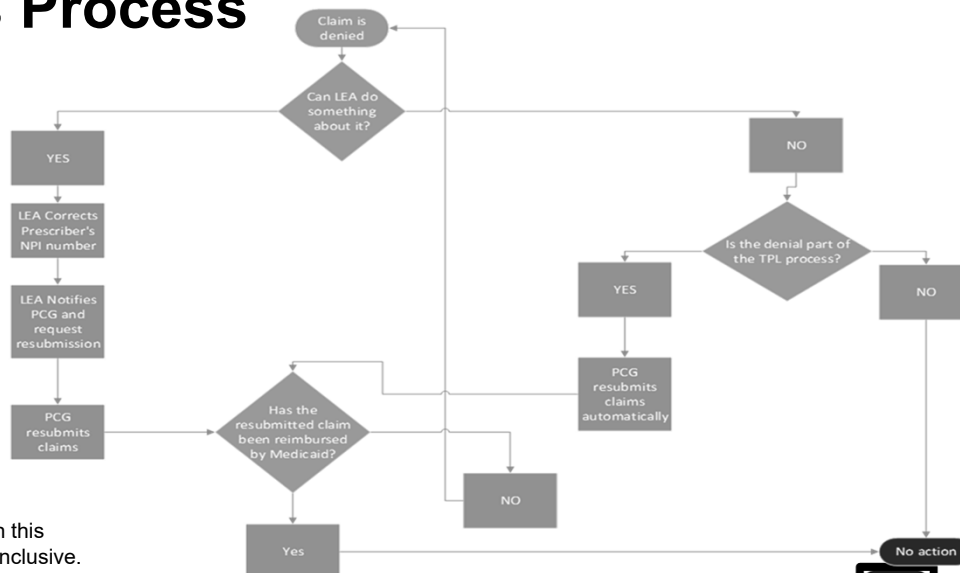 Process
Claim is
denied
Can LEA do
something
about it?
YES
NO
LEA Corrects
Prescriber's
NPI number
Is the denial part of
the TPL process?
YES
NO
LEA Notifies
PCG and
request
resubmission
PCG
resubmits
claims
automatically
PCG
resubmits
claims
Has the
resubmitted claim
been reimbursed
by Medicaid?
NO
Yes
No action
this
nclusive.